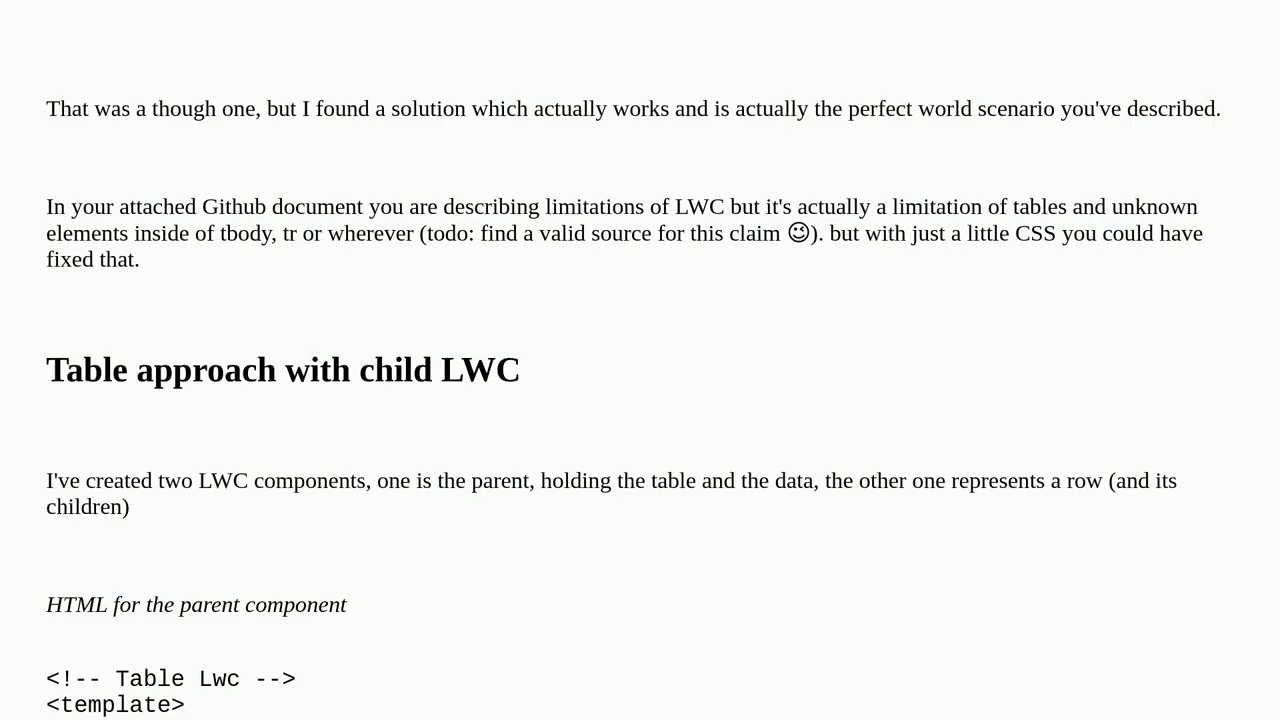 That was a though one, but I found a solution which actually works and is actually the perfect world scenario you've described.
In your attached Github document you are describing limitations of LWC but it's actually a limitation of tables and unknown
elements inside of tbody, tr or wherever (todo: find a valid source for this claim 😉). but with just a little CSS you could have
fixed that.
Table approach with child LWC
I've created two LWC components, one is the parent, holding the table and the data, the other one represents a row (and its
children)
HTML for the parent component
<!-- Table Lwc -->
<template>